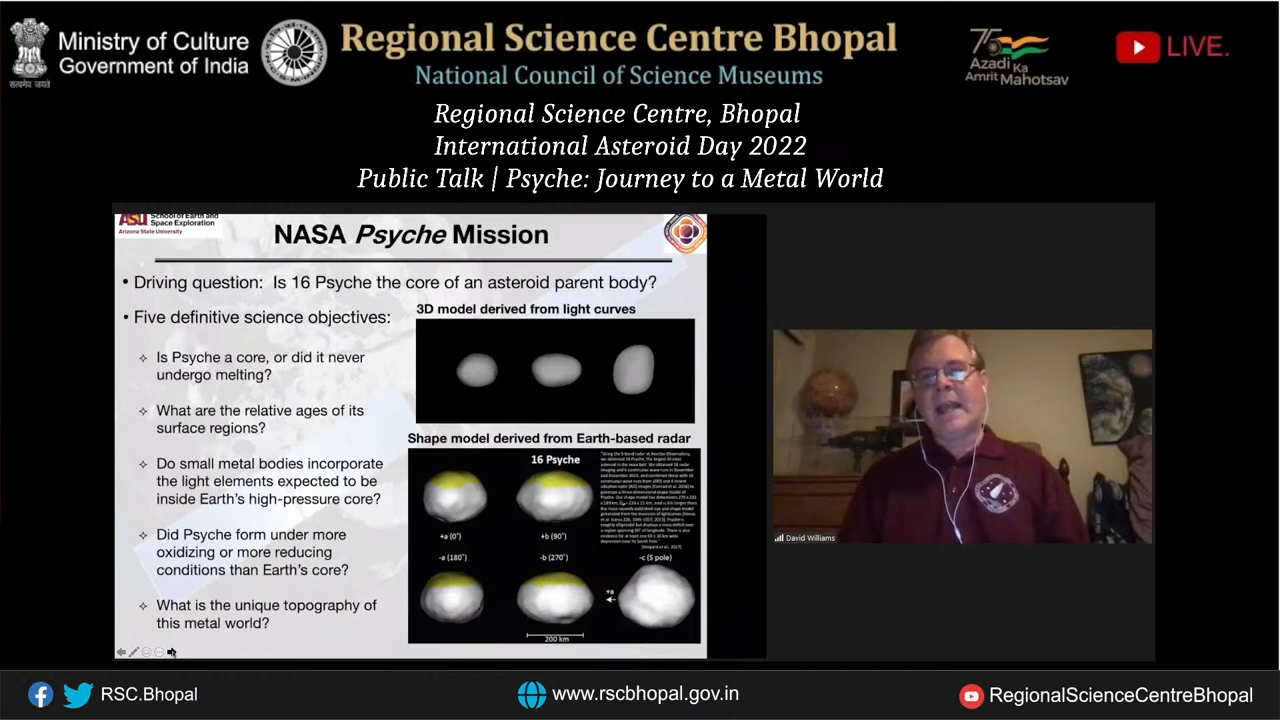 Ministry of Culture
Government of India
सत्यमेव जयते
Regional Science Centre Bhopal
National Council of Science Museums
75
Azadi
Ka
Amrit Mahotsav
LIVE.
Regional Science Centre, Bhopal
International Asteroid Day 2022
Public Talk | Psyche: Journey to a Metal World
ASU School of Earth and
Space Exploration
Arizona State University
NASA Psyche Mission
• Driving question: Is 16 Psyche the core of an asteroid parent body?
• Five definitive science objectives:
✧ Is Psyche a core, or did it never
undergo melting?
✧ What are the relative ages of its
surface regions?
✧ Do small metal bodies incorporate
the light elements expected to be
inside Earth's high-pressure core?
✧ Did Psyche form under more
oxidizing or more reducing
conditions than Earth's core?
✧ What is the unique topography of
this metal world?
3D model derived from light curves
Shape model derived from Earth-based radar
16 Psyche
+a (0°)
+b (90°)
-a (180°)
-b (270°)
-c (S pole)
+a
200 km
David Williams
RSC.Bhopal
www.rscbhopal.gov.in
RegionalScienceCentreBhopal